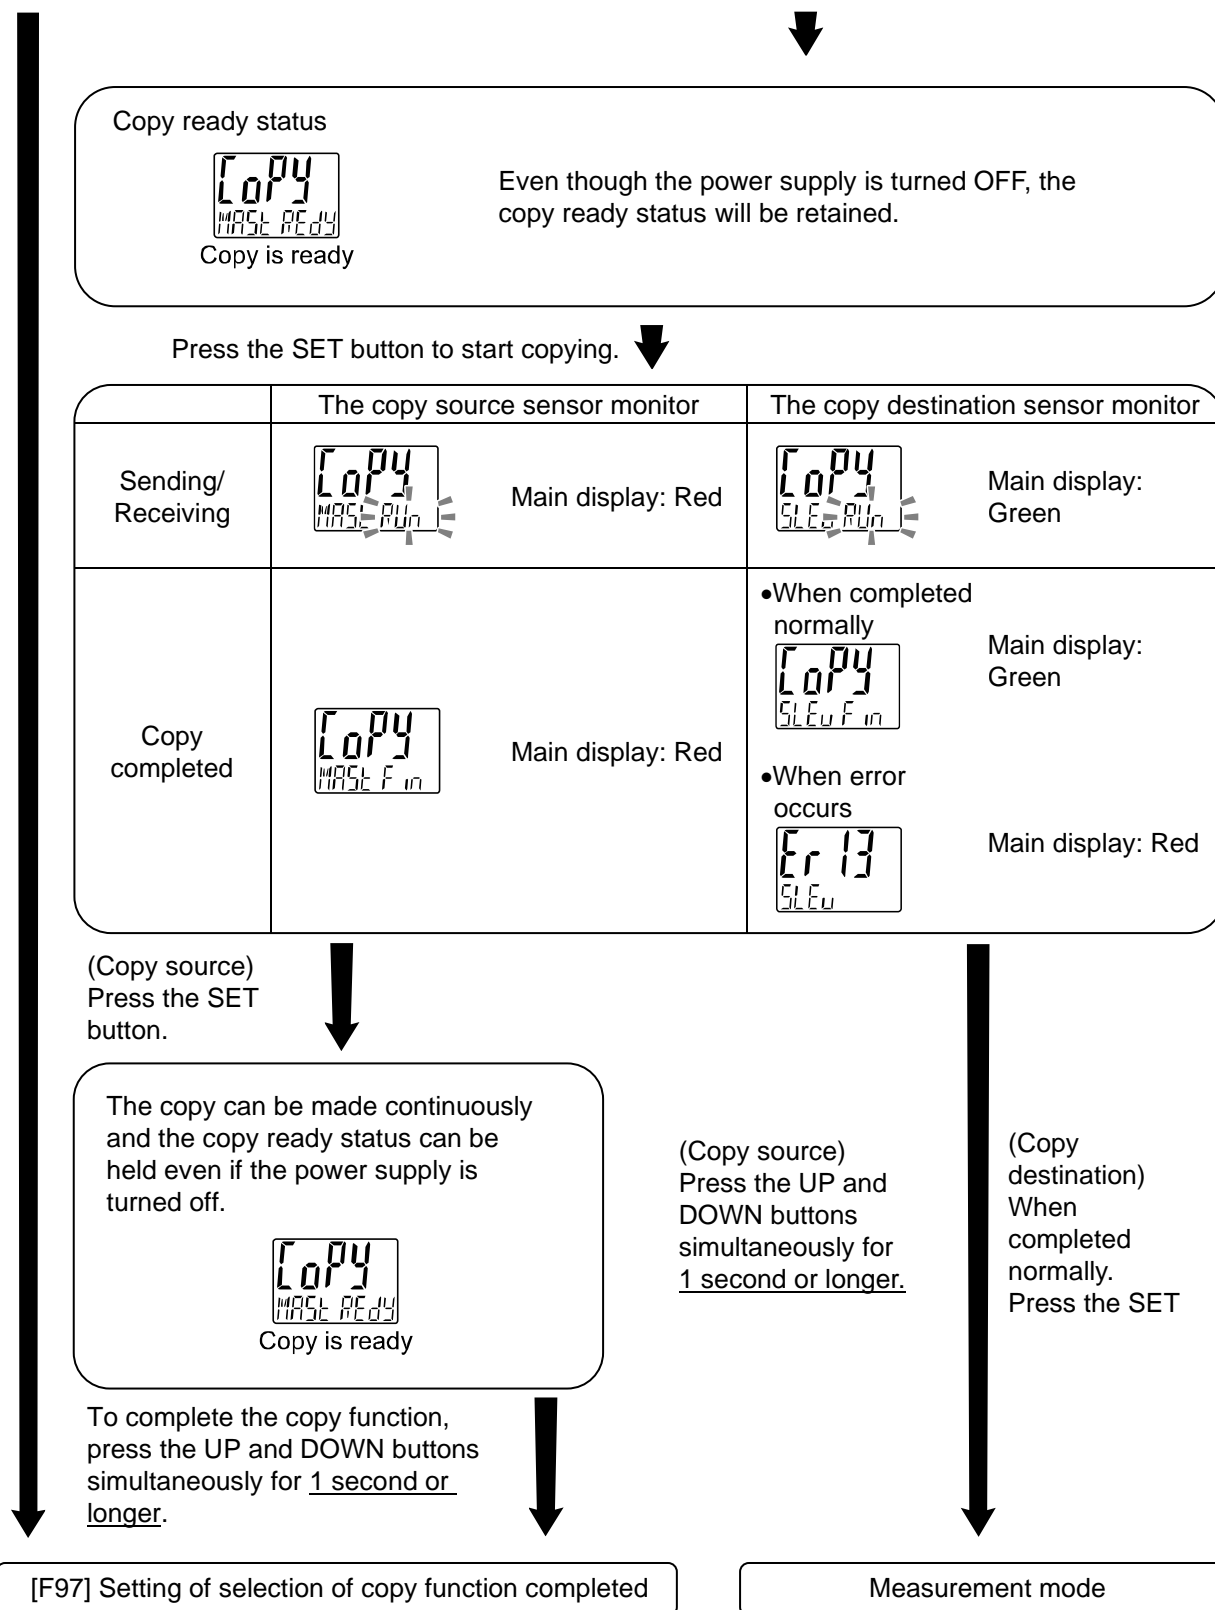 Copy ready status
CoPY
MASt REdY
Copy is ready
Even though the power supply is turned OFF, the
copy ready status will be retained.
Press the SET button to start copying.
The copy source sensor monitor
The copy destination sensor monitor
Sending/
Receiving
CoPY
MASt RUn
Main display: Red
CoPY
SLEv RUn
Main display:
Green
Copy
completed
CoPY
MASt Fin
Main display: Red
•When completed
normally
CoPY
SLEv Fin
Main display:
Green
•When error
occurs
Er 13
SLEv
Main display: Red
(Copy source)
Press the SET
button.
The copy can be made continuously
and the copy ready status can be
held even if the power supply is
turned off.
CoPY
MASt REdY
Copy is ready
(Copy source)
Press the UP and
DOWN buttons
simultaneously for
1 second or longer.
(Copy
destination)
When
completed
normally.
Press the SET
To complete the copy function,
press the UP and DOWN buttons
simultaneously for 1 second or
longer.
[F97] Setting of selection of copy function completed
Measurement mode